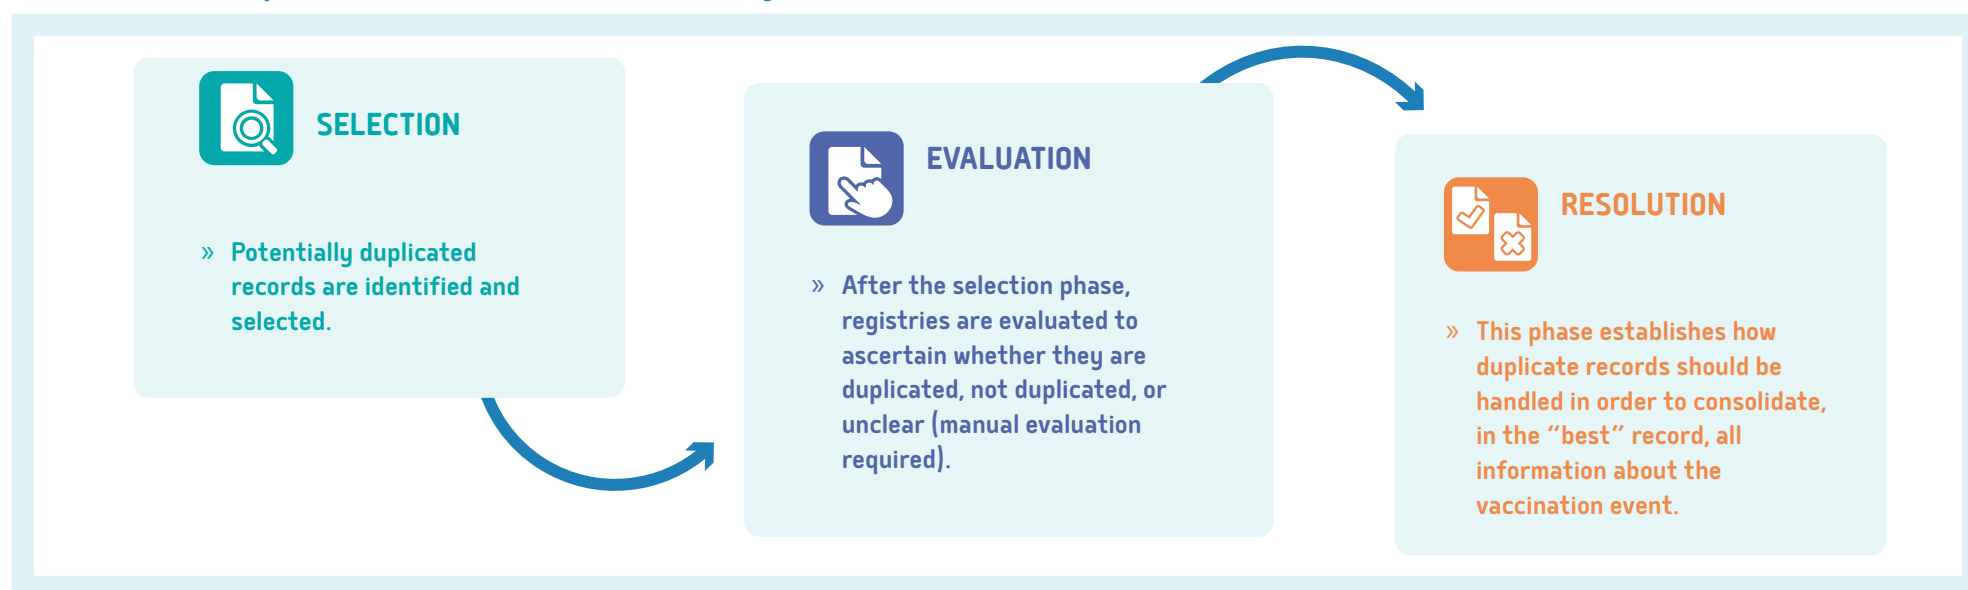 SELECTION
» Potentially duplicated
records are identified and
selected.
EVALUATION
» After the selection phase,
registries are evaluated to
ascertain whether they are
duplicated, not duplicated, or
unclear (manual evaluation
required).
RESOLUTION
» This phase establishes how
duplicate records should be
handled in order to consolidate,
in the “best” record, all
information about the
vaccination event.